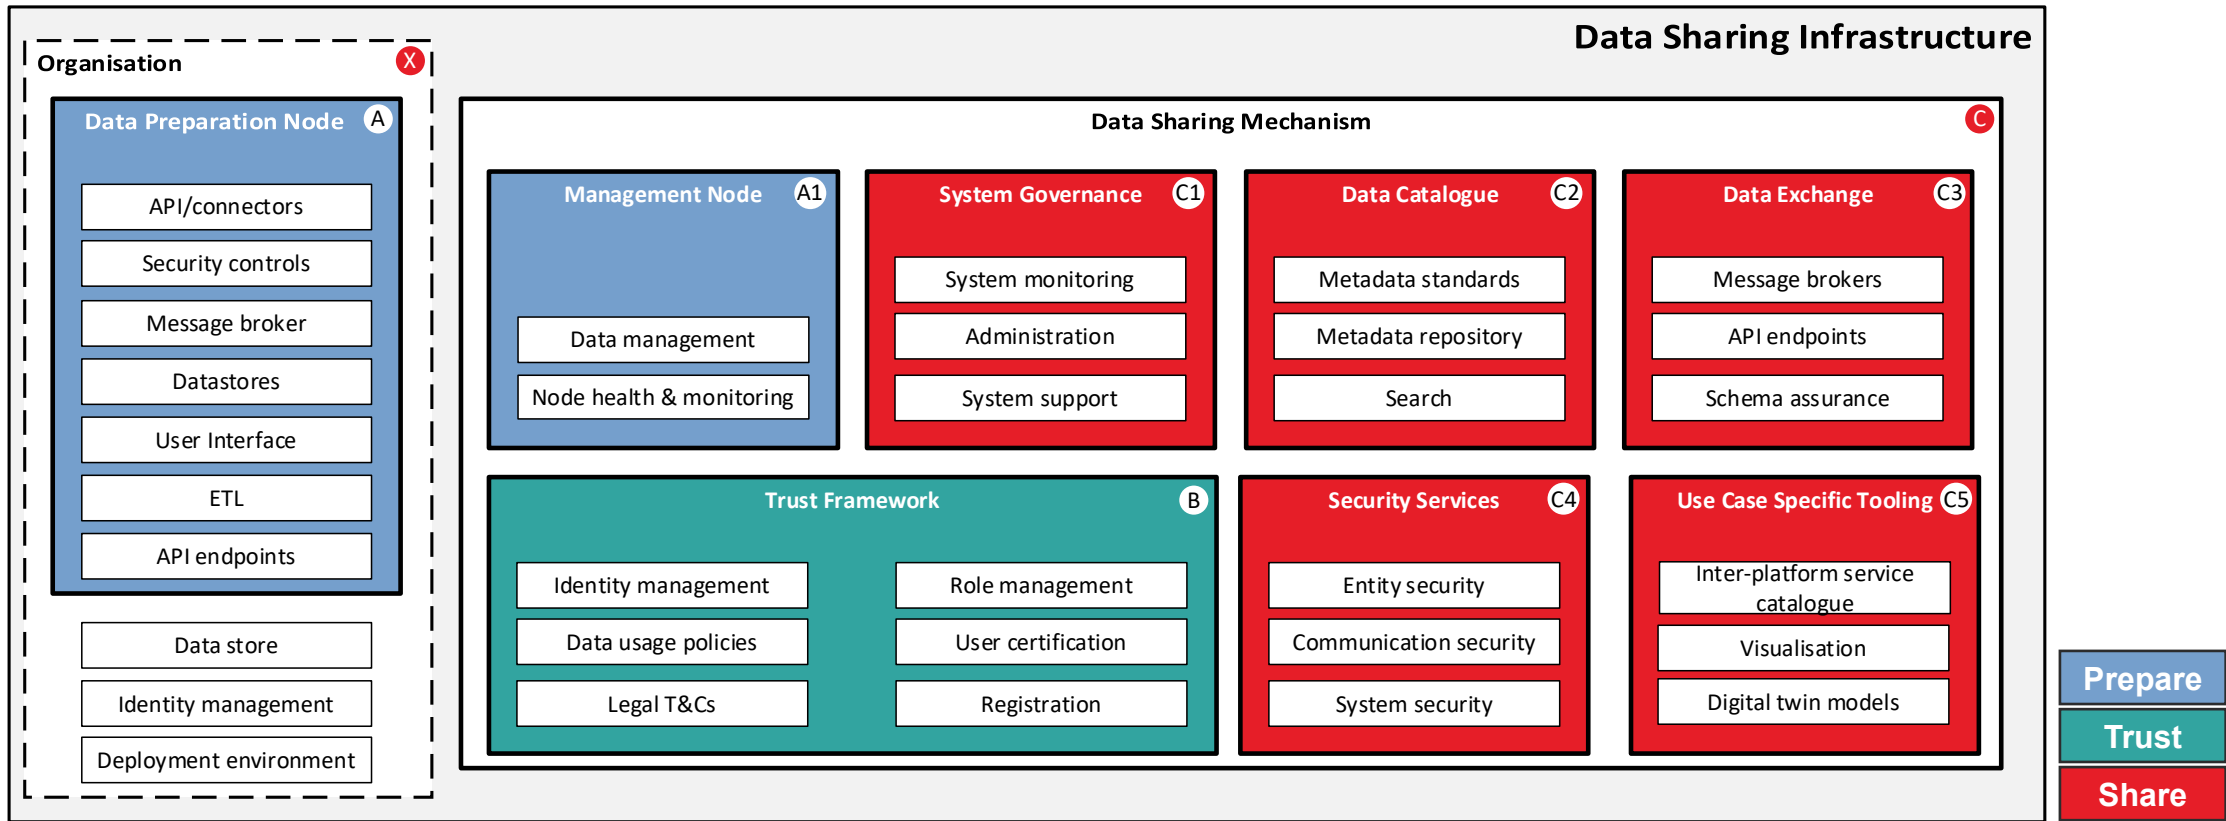 Data Sharing Infrastructure
Organisation
X
Data Preparation Node
A
API/connectors
Security controls
Message broker
Datastores
User Interface
ETL
API endpoints
Data store
Identity management
Deployment environment
Data Sharing Mechanism
C
Management Node
A1
Data management
Node health & monitoring
System Governance
C1
System monitoring
Administration
System support
Data Catalogue
C2
Metadata standards
Metadata repository
Search
Data Exchange
C3
Message brokers
API endpoints
Schema assurance
Trust Framework
B
Identity management
Data usage policies
Legal T&Cs
Role management
User certification
Registration
Security Services
C4
Entity security
Communication security
System security
Use Case Specific Tooling
C5
Inter-platform service
catalogue
Visualisation
Digital twin models
Prepare
Trust
Share